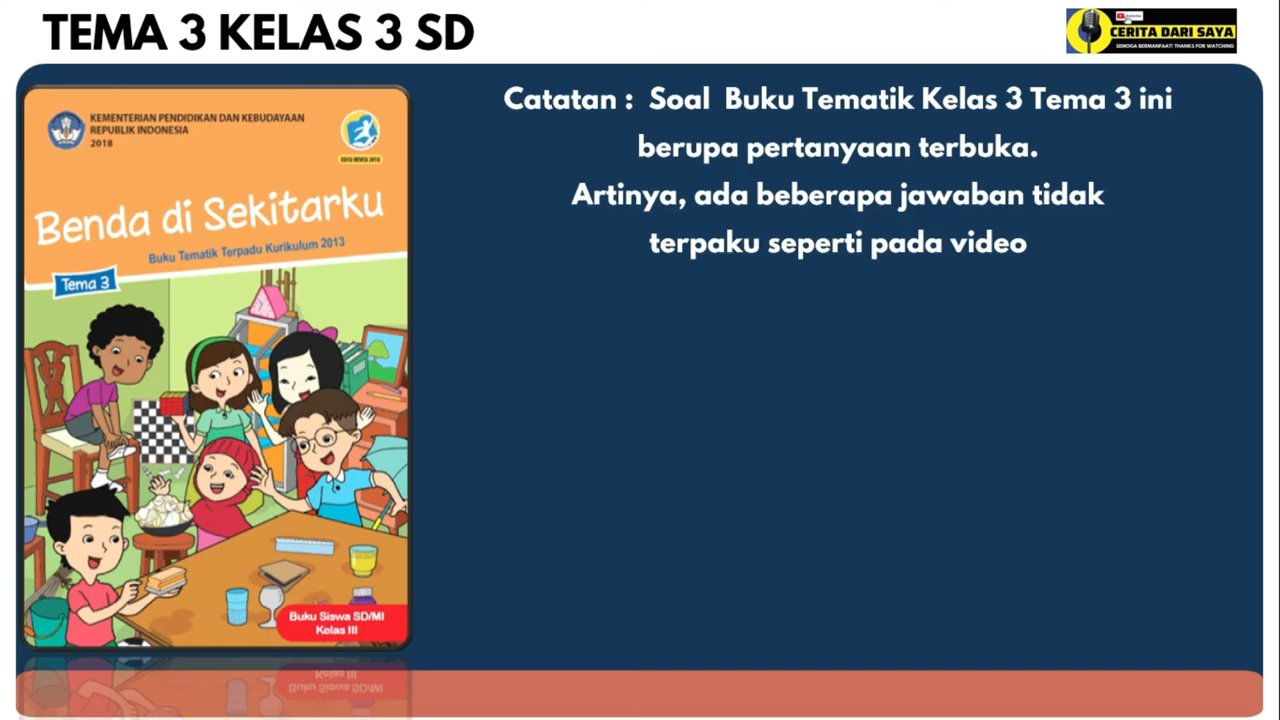 TEMA 3 KELAS 3 SD
CERITA DARI SAYA
SEMOGA BERMANFAAT! THANKS FOR WATCHING
Catatan : Soal Buku Tematik Kelas 3 Tema 3 ini
berupa pertanyaan terbuka.
Artinya, ada beberapa jawaban tidak
terpaku seperti pada video
KEMENTERIAN PENDIDIKAN DAN KEBUDAYAAN
REPUBLIK INDONESIA
2018
EDISI REVISI 2018
Benda di Sekitarku
Buku Tematik Terpadu Kurikulum 2013
Tema 3
Buku Siswa SD/MI
Kelas III